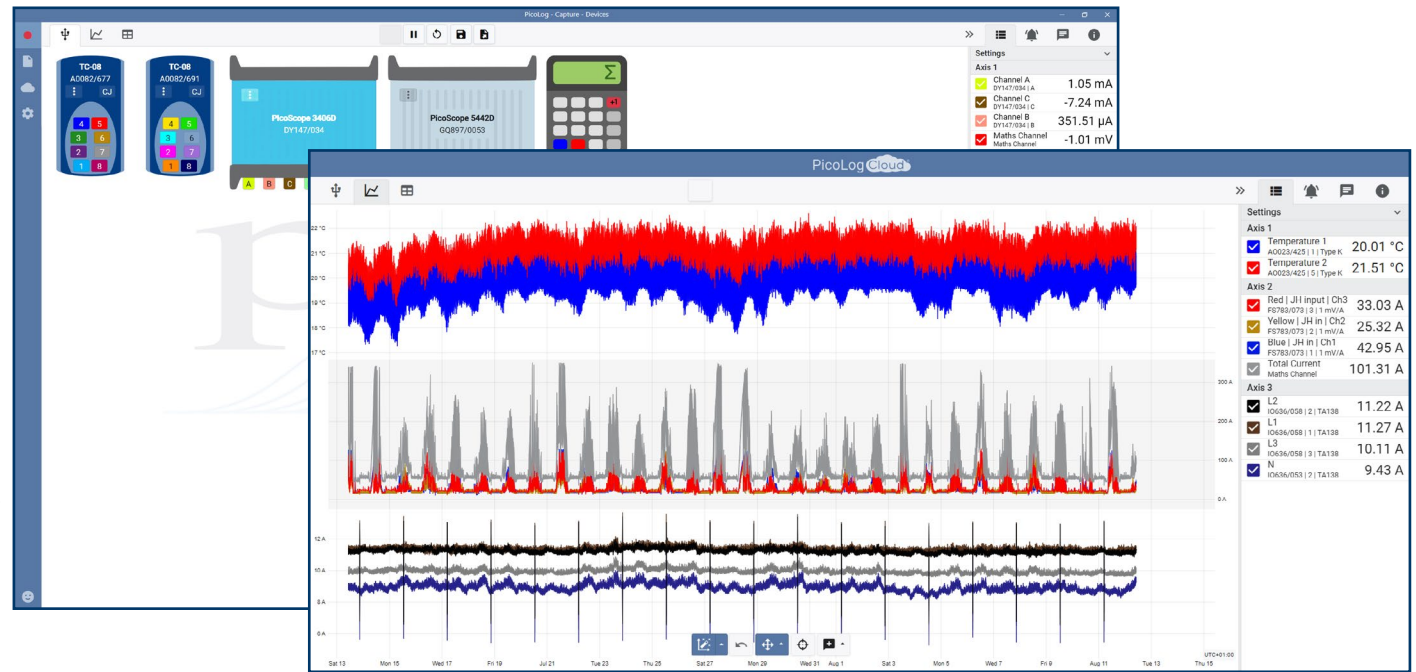 PicoLog - Capture - Devices
TC-08
A0082/677
CJ
4 5
3 6
2 7
1 8
TC-08
A0082/691
CJ
4 5
3 6
2 7
1 8
PicoScope 3406D
DY147/034
A B C
PicoScope 5442D
GQ897/0053
Σ
+1
Settings
Axis 1
Channel A
DY147/034 | A
1.05 mA
Channel C
DY147/034 | C
-7.24 mA
Channel B
DY147/034 | B
351.51 µA
Maths Channel
Maths Channel
-1.01 mV
PicoLog Cloud
22 °C
21 °C
20 °C
19 °C
18 °C
17 °C
300 A
200 A
100 A
0 A
12 A
10 A
8 A
6 A
Sat 13 Mon 15 Wed 17 Fri 19 Jul 21 Tue 23 Thu 25 Sat 27 Mon 29 Wed 31 Aug 1 Sat 3 Mon 5 Wed 7 Fri 9 Aug 11 Tue 13 Thu 15
UTC+01:00
Settings
Axis 1
Temperature 1
A0023/425 | 1 | Type K
20.01 °C
Temperature 2
A0023/425 | 5 | Type K
21.51 °C
Axis 2
Red | JH input | Ch3
FS783/073 | 3 | 1 mV/A
33.03 A
Yellow | JH in | Ch2
FS783/073 | 2 | 1 mV/A
25.32 A
Blue | JH in | Ch1
FS783/073 | 1 | 1 mV/A
42.95 A
Total Current
Maths Channel
101.31 A
Axis 3
L2
IO636/058 | 2 | TA138
11.22 A
L1
IO636/058 | 1 | TA138
11.27 A
L3
IO636/058 | 3 | TA138
10.11 A
N
IO636/053 | 2 | TA138
9.43 A